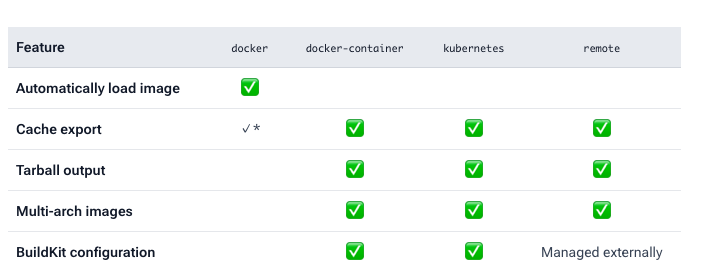 Feature docker docker-container kubernetes remote
Automatically load image ✅
Cache export ✓* ✅ ✅ ✅
Tarball output ✅ ✅ ✅
Multi-arch images ✅ ✅ ✅
BuildKit configuration ✅ ✅ Managed externally